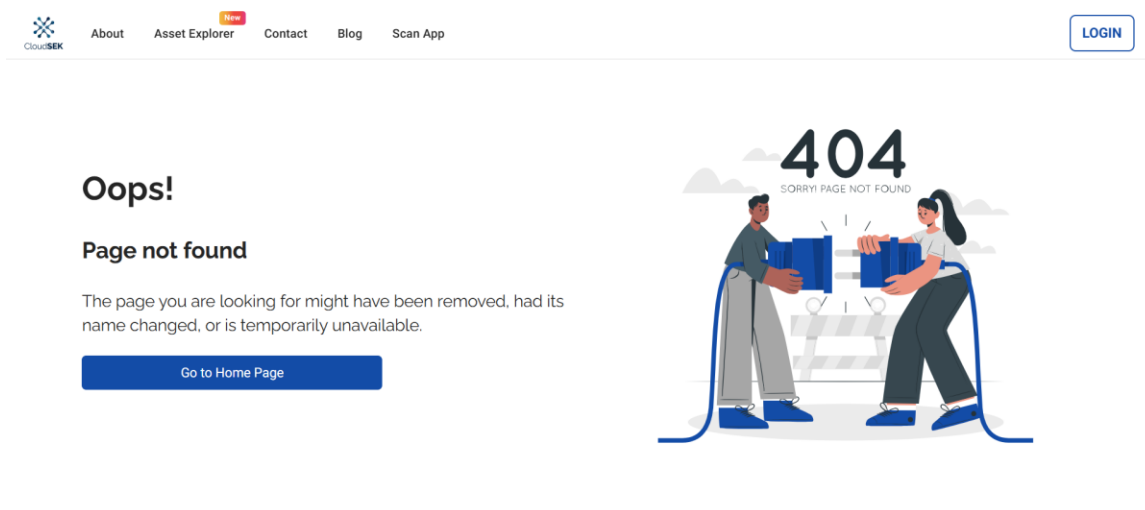 New
CloudSEK About Asset Explorer Contact Blog Scan App LOGIN
404
SORRY! PAGE NOT FOUND
Oops!
Page not found
The page you are looking for might have been removed, had its
name changed, or is temporarily unavailable.
Go to Home Page